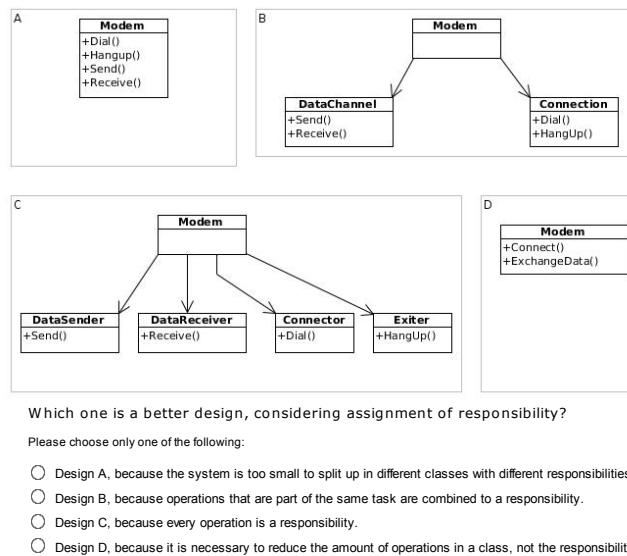 A
Modem
+Dial()
+Hangup()
+Send()
+Receive()
B
Modem
DataChannel
+Send()
+Receive()
Connection
+Dial()
+HangUp()
C
Modem
DataSender
+Send()
DataReceiver
+Receive()
Connector
+Dial()
Exiter
+HangUp()
D
Modem
+Connect()
+ExchangeData()
Which one is a better design, considering assignment of responsibility?
Please choose only one of the following:
Design A, because the system is too small to split up in different classes with different responsibilities
Design B, because operations that are part of the same task are combined to a responsibility.
Design C, because every operation is a responsibility.
Design D, because it is necessary to reduce the amount of operations in a class, not the responsibilit